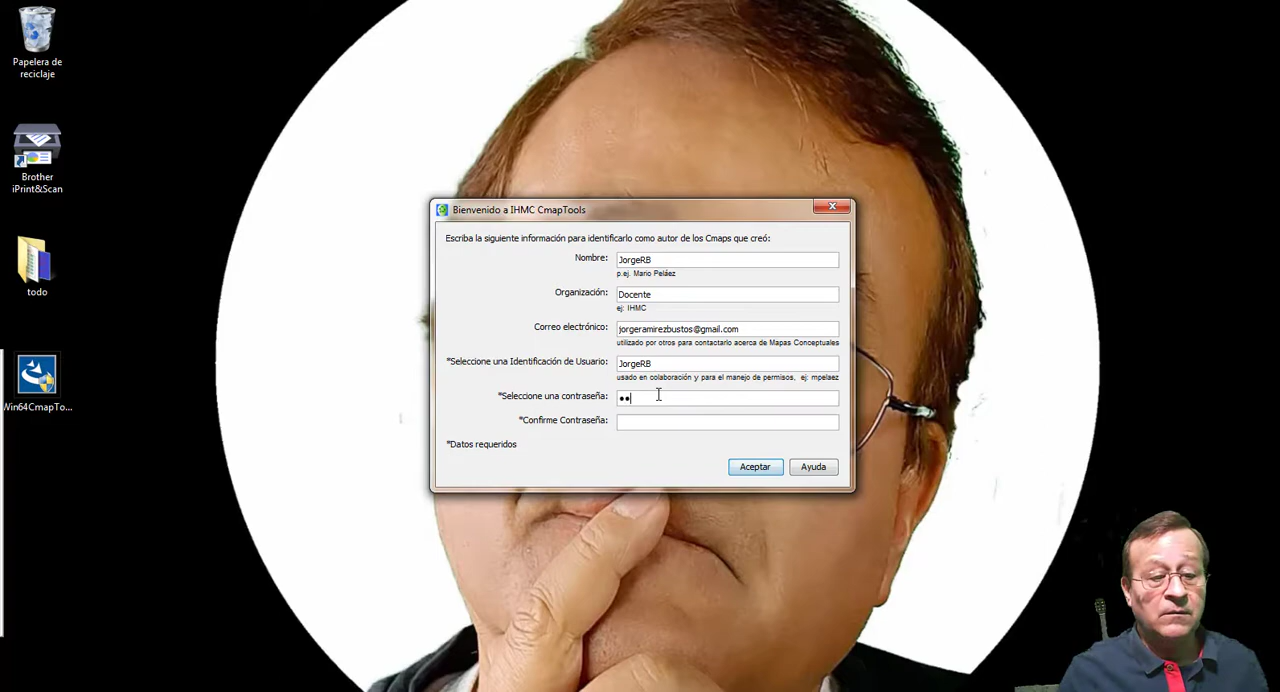 Papelera de
reciclaje
Brother
iPrint&Scan
todo
Win64CmapTo...
Bienvenido a IHMC CmapTools
Escriba la siguiente información para identificarlo como autor de los Cmaps que creó:
Nombre: JorgeRB
p.ej. Mario Peláez
Organización: Docente
ej: IHMC
Correo electrónico: jorgeramirezbustos@gmail.com
utilizado por otros para contactarlo acerca de Mapas Conceptuales
*Seleccione una Identificación de Usuario: JorgeRB
usado en colaboración y para el manejo de permisos, ej: mpelaez
*Seleccione una contraseña: ●●
*Confirme Contraseña:
*Datos requeridos
Aceptar Ayuda